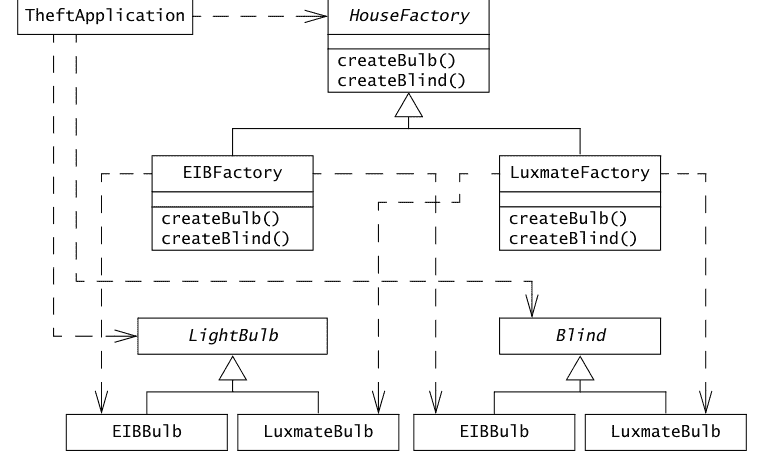 TheftApplication
HouseFactory
createBulb()
createBlind()
EIBFactory
createBulb()
createBlind()
LuxmateFactory
createBulb()
createBlind()
LightBulb
Blind
EIBBulb
LuxmateBulb
EIBBulb
LuxmateBulb